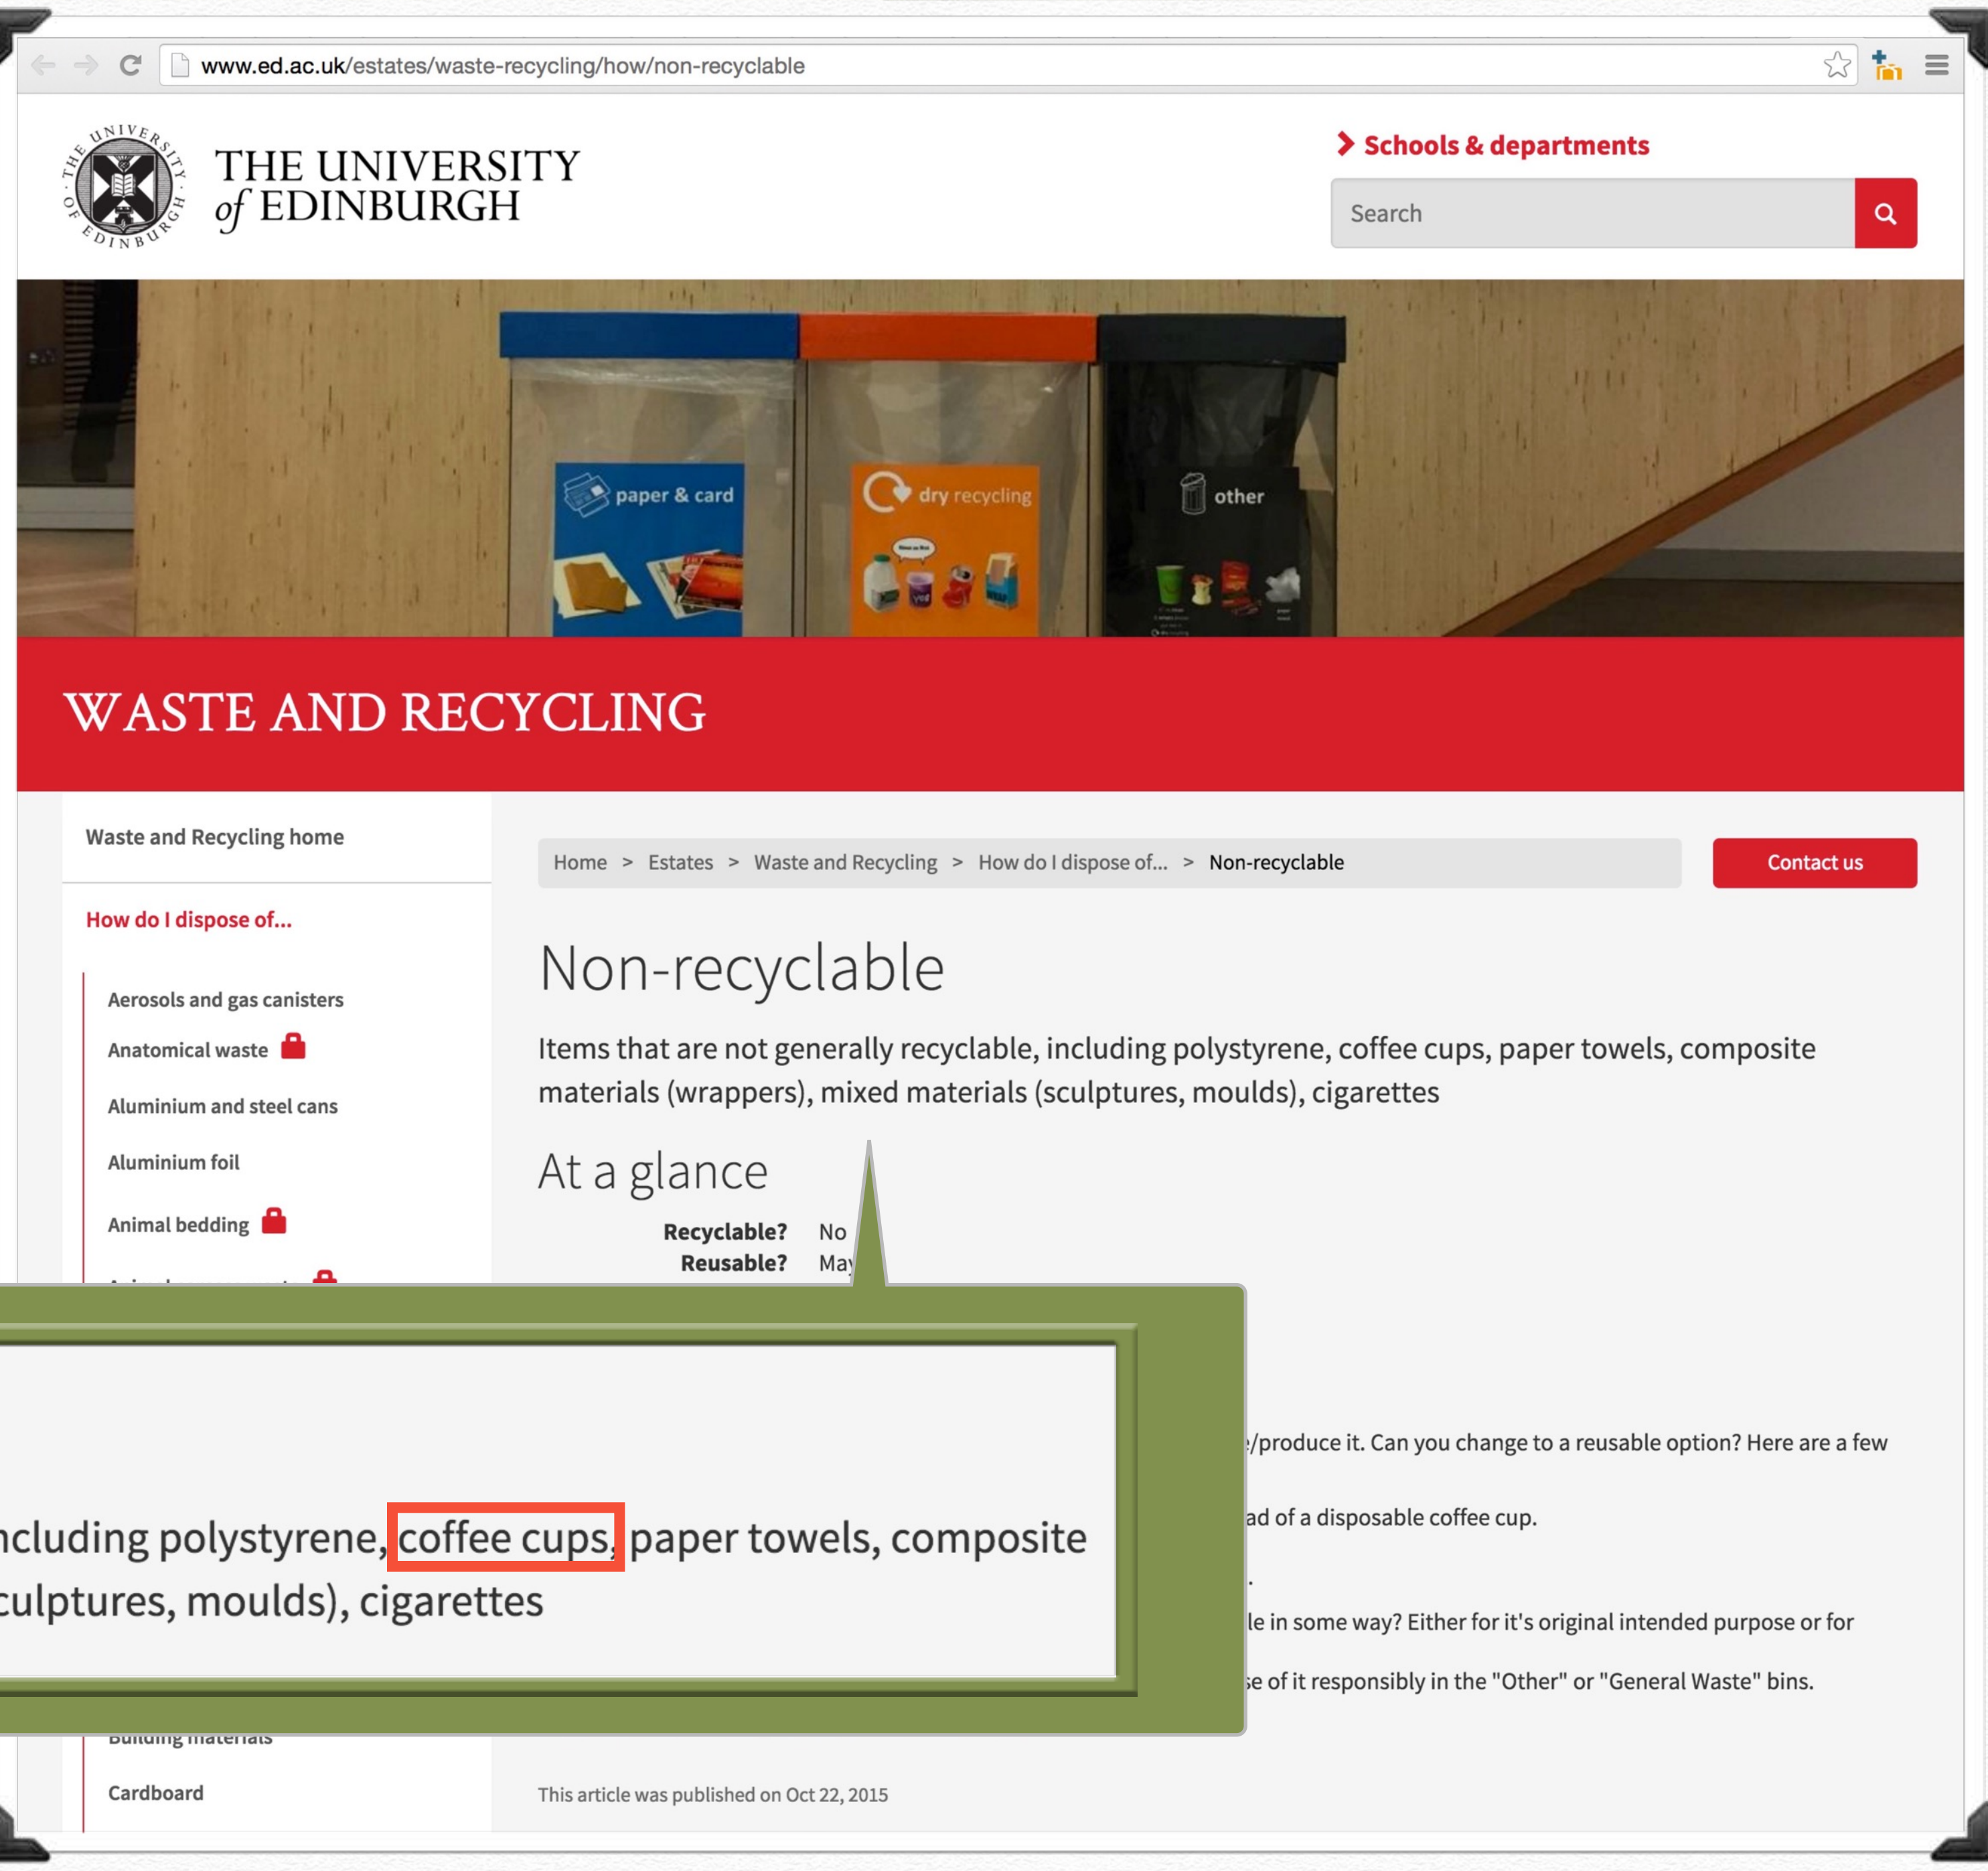 www.ed.ac.uk/estates/waste-recycling/how/non-recyclable
THE UNIVERSITY OF EDINBURGH
THE UNIVERSITY
of EDINBURGH
Schools & departments
Search
paper & card
dry recycling
other
WASTE AND RECYCLING
Waste and Recycling home
How do I dispose of...
Aerosols and gas canisters
Anatomical waste
Aluminium and steel cans
Aluminium foil
Animal bedding
Home > Estates > Waste and Recycling > How do I dispose of... > Non-recyclable
Contact us
Non-recyclable
Items that are not generally recyclable, including polystyrene, coffee cups, paper towels, composite
materials (wrappers), mixed materials (sculptures, moulds), cigarettes
At a glance
Recyclable? No
Reusable? May
ncluding polystyrene, coffee cups, paper towels, composite
culptures, moulds), cigarettes
/produce it. Can you change to a reusable option? Here are a few
ad of a disposable coffee cup.
.
le in some way? Either for it's original intended purpose or for
se of it responsibly in the "Other" or "General Waste" bins.
Building materials
Cardboard
This article was published on Oct 22, 2015